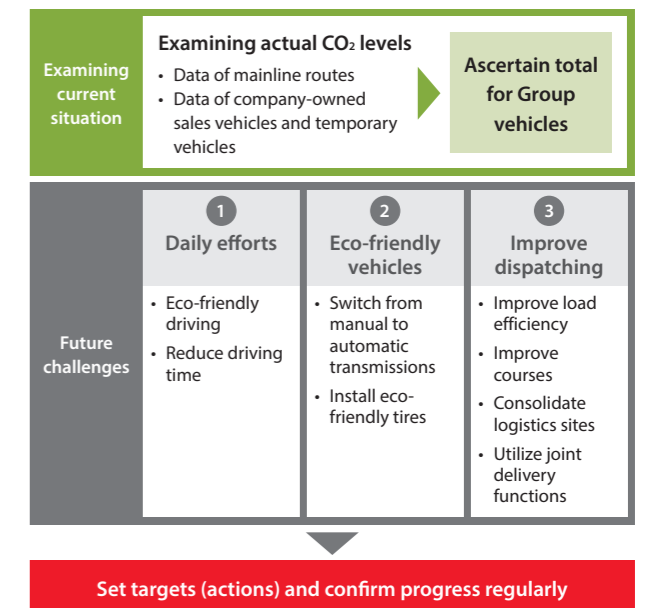 Examining
current
situation
Examining actual CO₂ levels
• Data of mainline routes
• Data of company-owned
sales vehicles and temporary
vehicles
Ascertain total
for Group
vehicles
Future
challenges
1
Daily efforts
• Eco-friendly
driving
• Reduce driving
time
2
Eco-friendly
vehicles
• Switch from
manual to
automatic
transmissions
• Install eco-
friendly tires
3
Improve
dispatching
• Improve load
efficiency
• Improve
courses
• Consolidate
logistics sites
• Utilize joint
delivery
functions
Set targets (actions) and confirm progress regularly